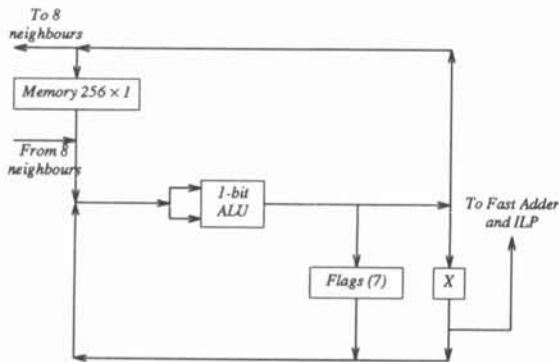 To 8
neighbours
Memory 256 × 1
From 8
neighbours
1-bit
ALU
To Fast Adder
and ILP
Flags (7)
X